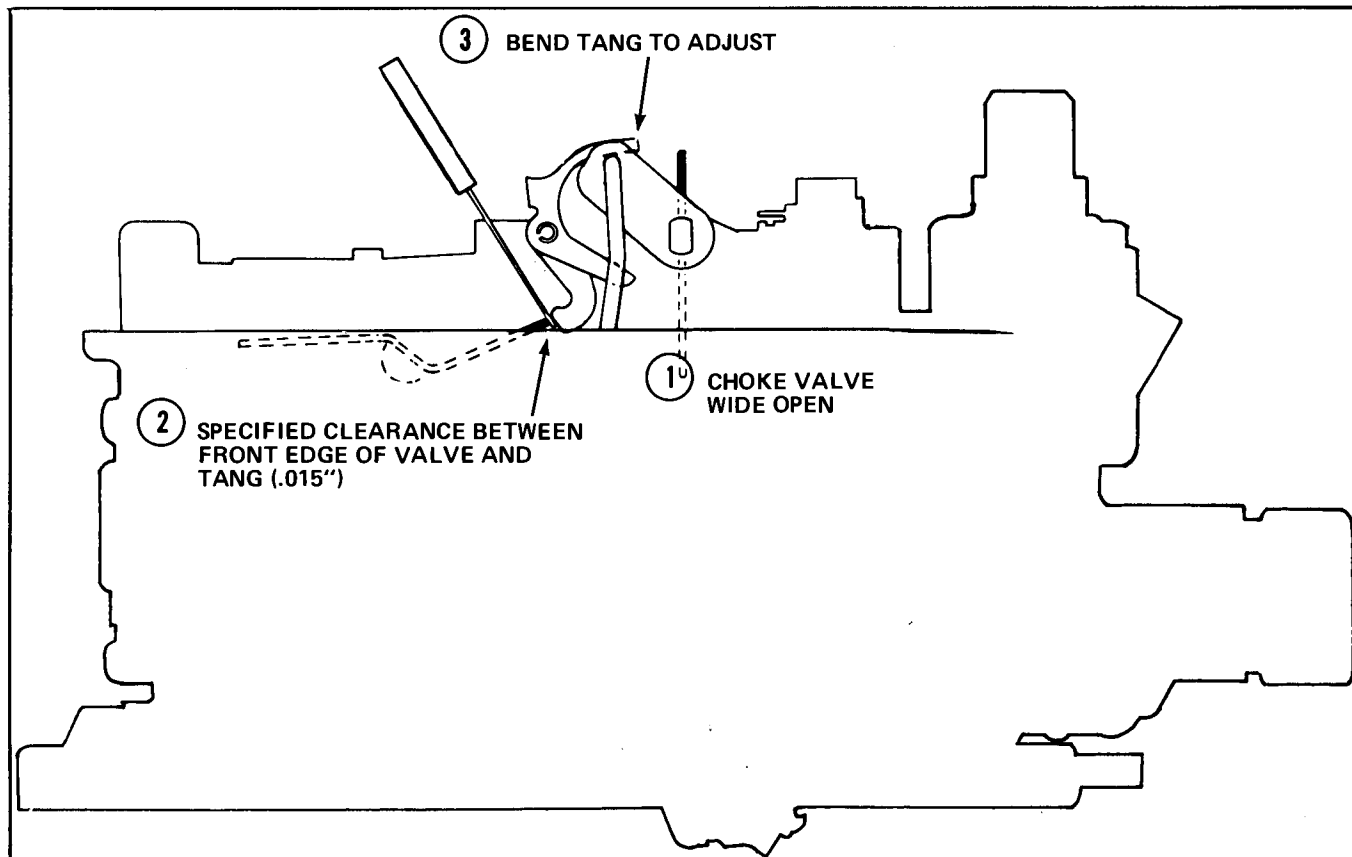 3 BEND TANG TO ADJUST
1 CHOKE VALVE
WIDE OPEN
2 SPECIFIED CLEARANCE BETWEEN
FRONT EDGE OF VALVE AND
TANG (.015")